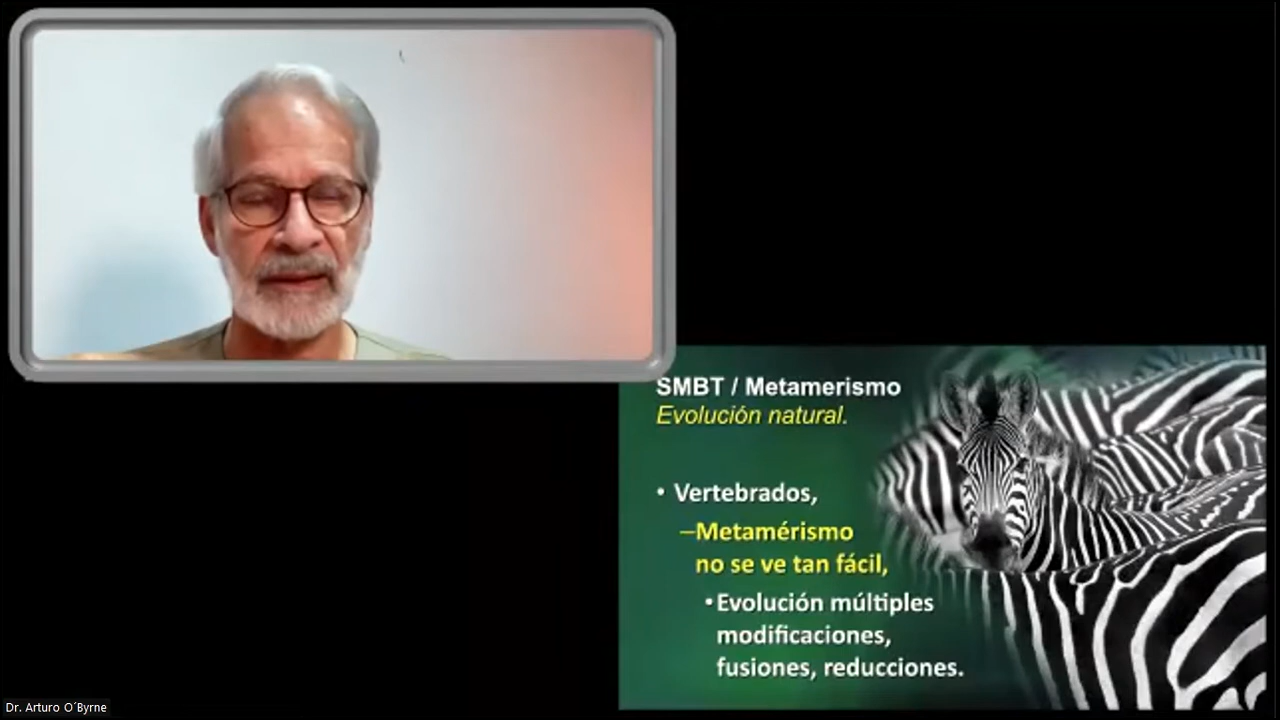 SMBT / Metamerismo
Evolución natural.
• Vertebrados,
–Metamérismo
no se ve tan fácil,
•Evolución múltiples
modificaciones,
fusiones, reducciones.
Dr. Arturo O´Byrne